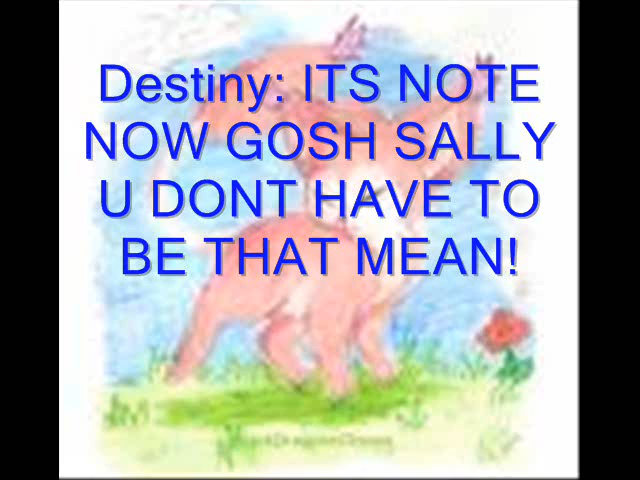 Destiny: ITS NOTE
NOW GOSH SALLY
U DONT HAVE TO
BE THAT MEAN!